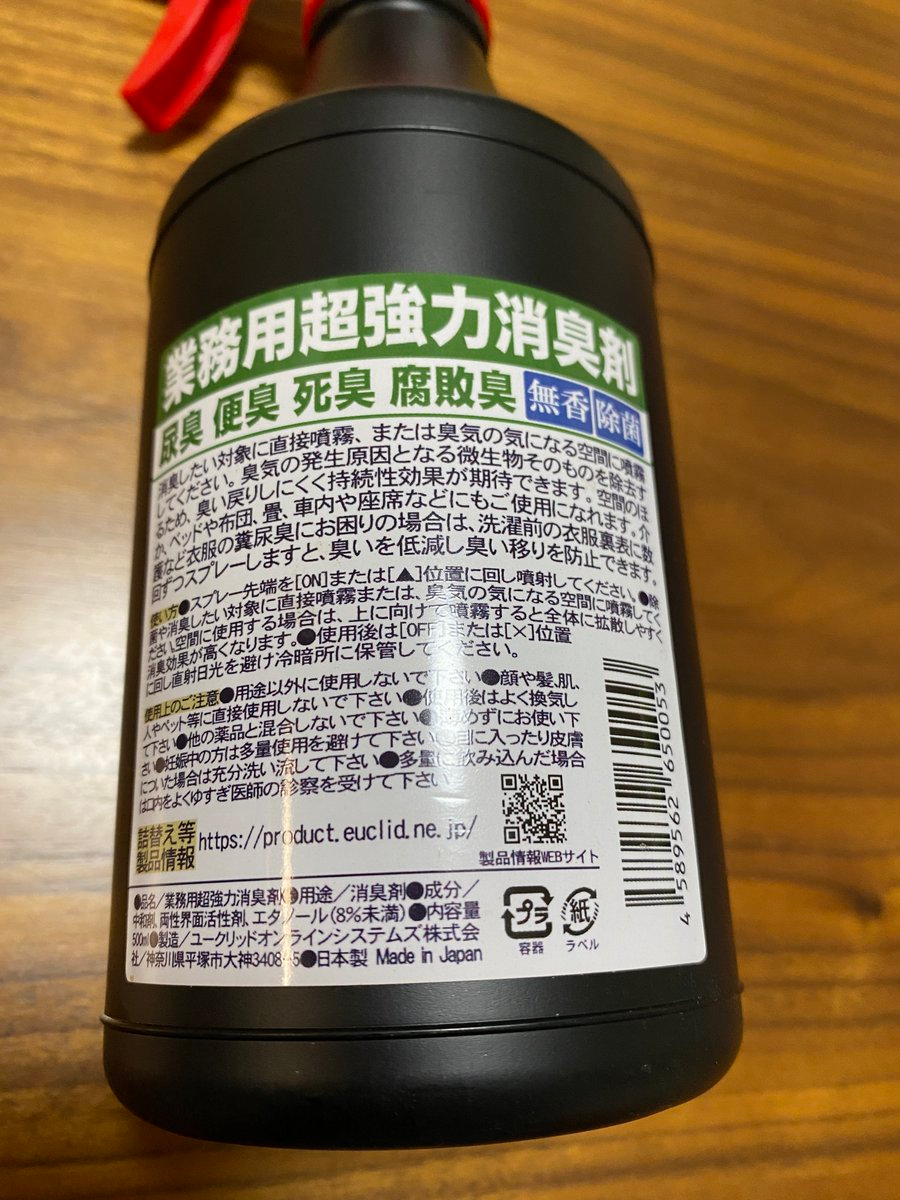 業務用超強力消臭剤
尿臭 便臭 死臭 腐敗臭 無香 除菌
消臭したい対象に直接噴霧、または臭気の気になる空間に噴霧
してください。臭気の発生原因となる微生物そのものを除去す
るため、臭い戻りしにくく持続性効果が期待できます。空間のほ
か、ベッドや布団、畳、車内や座席などにもご使用になれます。介
護など衣服の糞尿臭にお困りの場合は、洗濯前の衣服裏表に数
回ずつスプレーしますと、臭いを低減し臭い移りを防止できます。
使い方●スプレー先端を[ON]または[▲]位置に回し噴射してください。●除
菌や消臭したい対象に直接噴霧または、臭気の気になる空間に噴霧してく
ださい。空間に使用する場合は、上に向けて噴霧すると全体に拡散しやすく
消臭効果が高くなります。●使用後は[OFF]または[×]位置
に回し直射日光を避け冷暗所に保管してください。
使用上のご注意●用途以外に使用しないで下さい●顔や髪、肌、
人やペット等に直接使用しないで下さい●使用後はよく換気し
て下さい●他の薬品と混合しないで下さい●めずにお使い下
さい●妊娠中の方は多量使用を避けて下さい●目に入ったり皮膚
についた場合は充分洗い流して下さい●多量に飲み込んだ場合
は口内をよくゆすぎ医師の診察を受けて下さい
詰替え等
製品情報
https://product.euclid.ne.jp/
製品情報WEBサイト
4 589562 650053
●品名/業務用超強力消臭剤●用途/消臭剤●成分/
中和剤、両性界面活性剤、エタノール(8%未満)●内容量
500ml●製造/ユークリッドオンラインシステムズ株式会
社/神奈川県平塚市大神●日本製 Made in Japan
プラ
容器
紙
ラベル